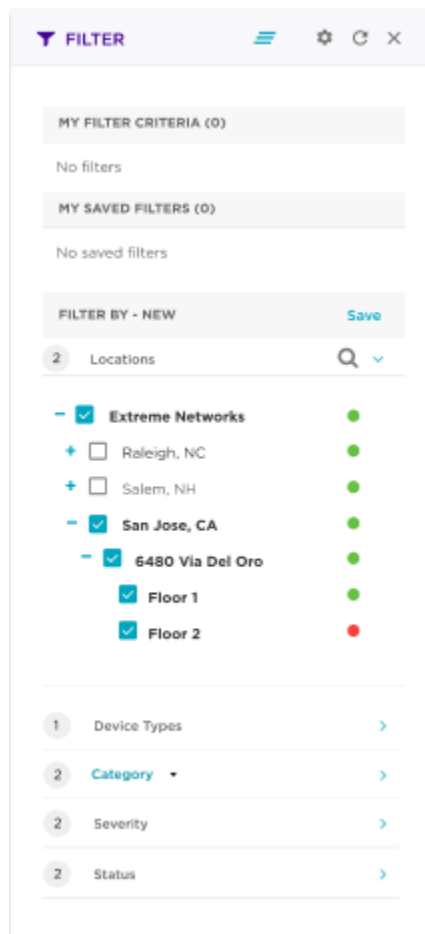 FILTER
MY FILTER CRITERIA (0)
No filters
MY SAVED FILTERS (0)
No saved filters
FILTER BY - NEW Save
2 Locations
Extreme Networks
Raleigh, NC
Salem, NH
San Jose, CA
6480 Via Del Oro
Floor 1
Floor 2
1 Device Types
2 Category
2 Severity
2 Status